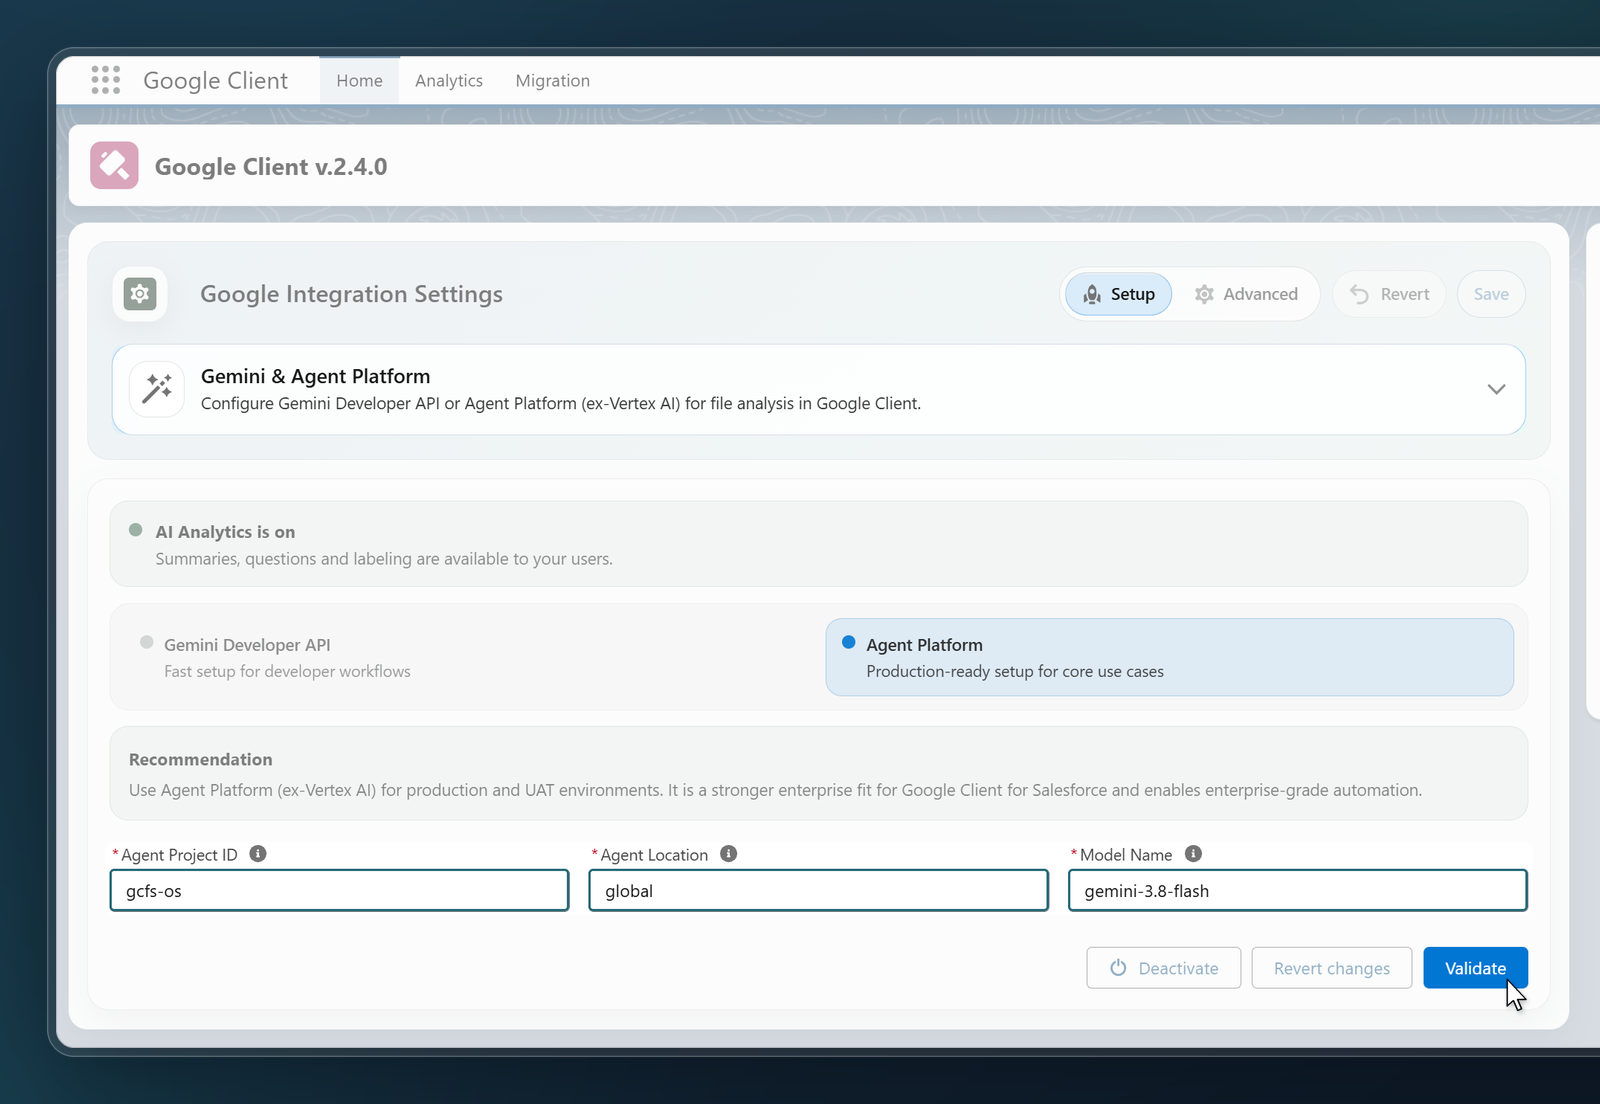 Google Client
Home
Analytics
Migration
Google Client v.2.4.0
Google Integration Settings
Setup
Advanced
Revert
Save
Gemini & Agent Platform
Configure Gemini Developer API or Agent Platform (ex-Vertex AI) for file analysis in Google Client.
AI Analytics is on
Summaries, questions and labeling are available to your users.
Gemini Developer API
Fast setup for developer workflows
Agent Platform
Production-ready setup for core use cases
Recommendation
Use Agent Platform (ex-Vertex AI) for production and UAT environments. It is a stronger enterprise fit for Google Client for Salesforce and enables enterprise-grade automation.
*Agent Project ID
gcfs-os
*Agent Location
global
*Model Name
gemini-3.8-flash
Deactivate
Revert changes
Validate